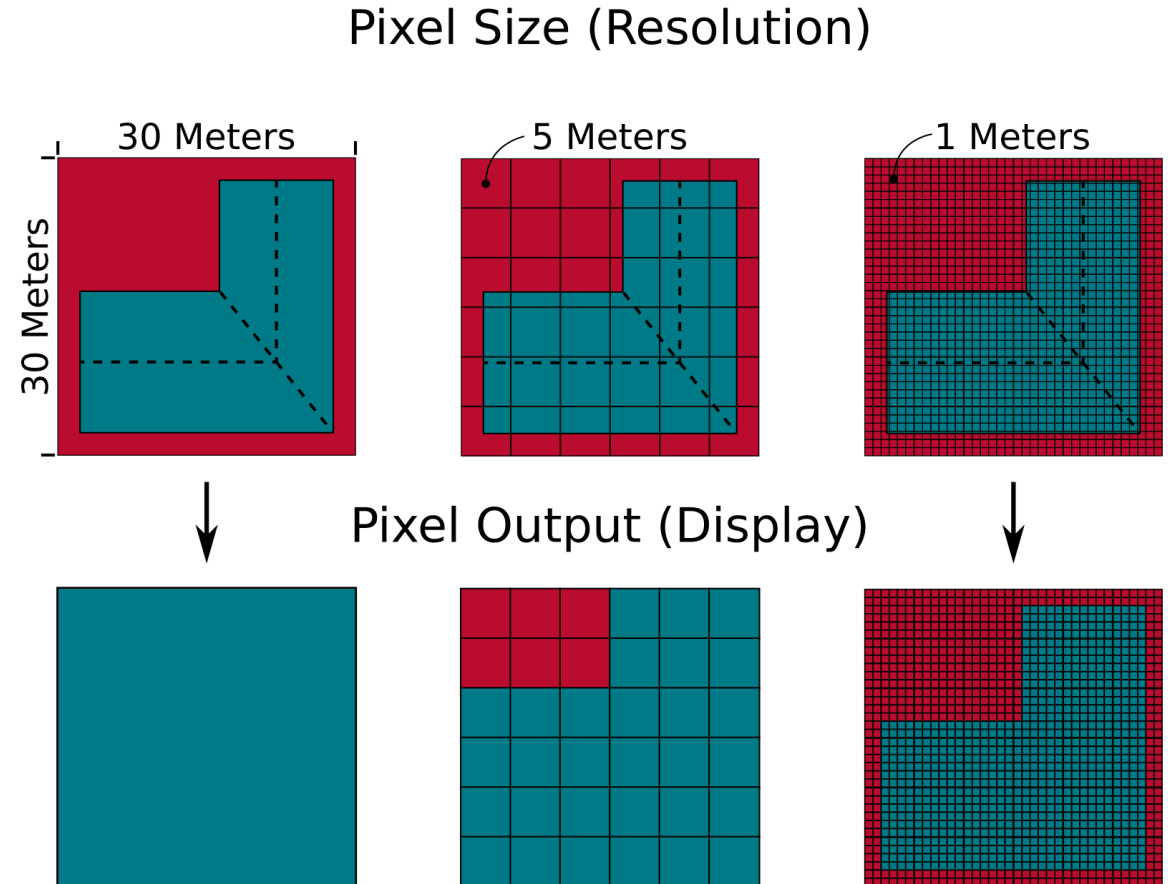 Pixel Size (Resolution)
30 Meters
5 Meters
1 Meters
30 Meters
Pixel Output (Display)